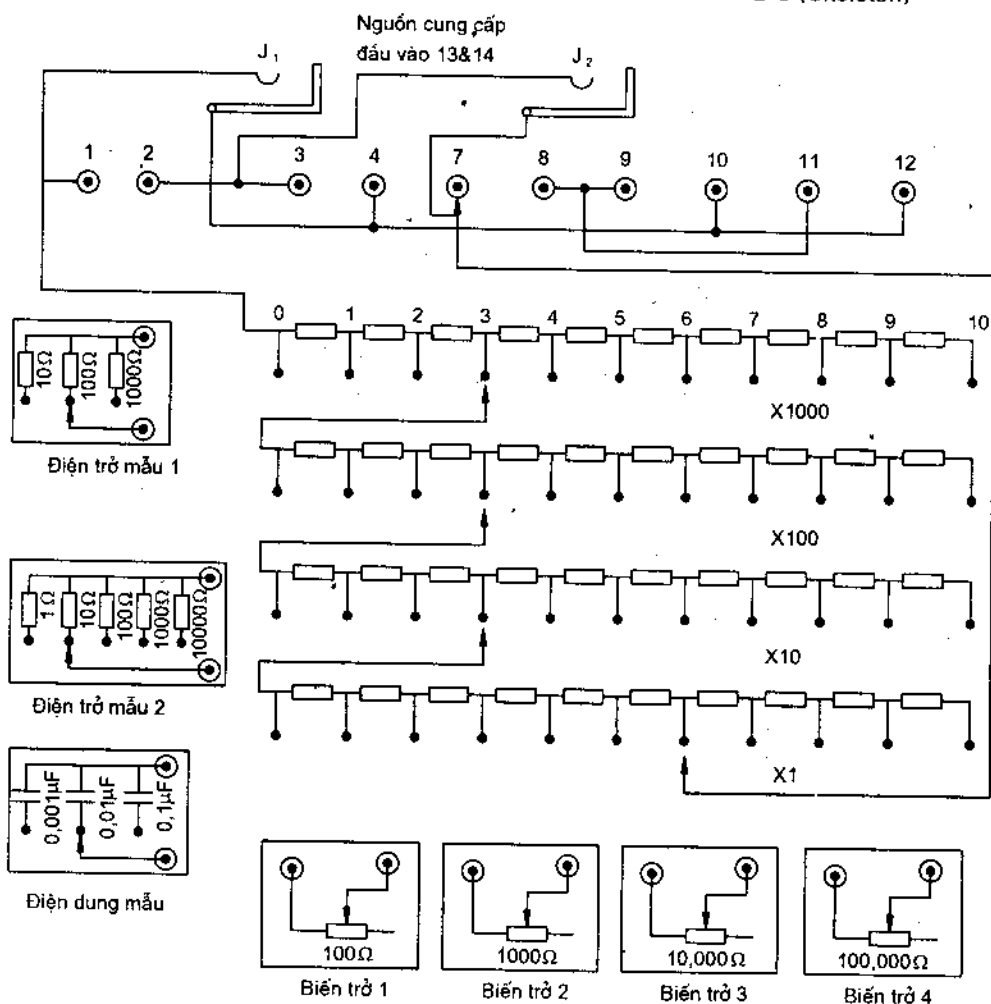 Nguồn cung cấp
đầu vào 13&14
J1
J2
1 2 3 4 7 8 9 10 11 12
0 1 2 3 4 5 6 7 8 9 10
X1000
10Ω 100Ω 1000Ω
Điện trở mẫu 1
X100
1Ω 10Ω 100Ω 1000Ω 10000Ω
X10
Điện trở mẫu 2
X1
0,001µF 0,01µF 0,1µF
Điện dung mẫu
100Ω 1000Ω 10,000Ω 100,000Ω
Biến trở 1 Biến trở 2 Biến trở 3 Biến trở 4